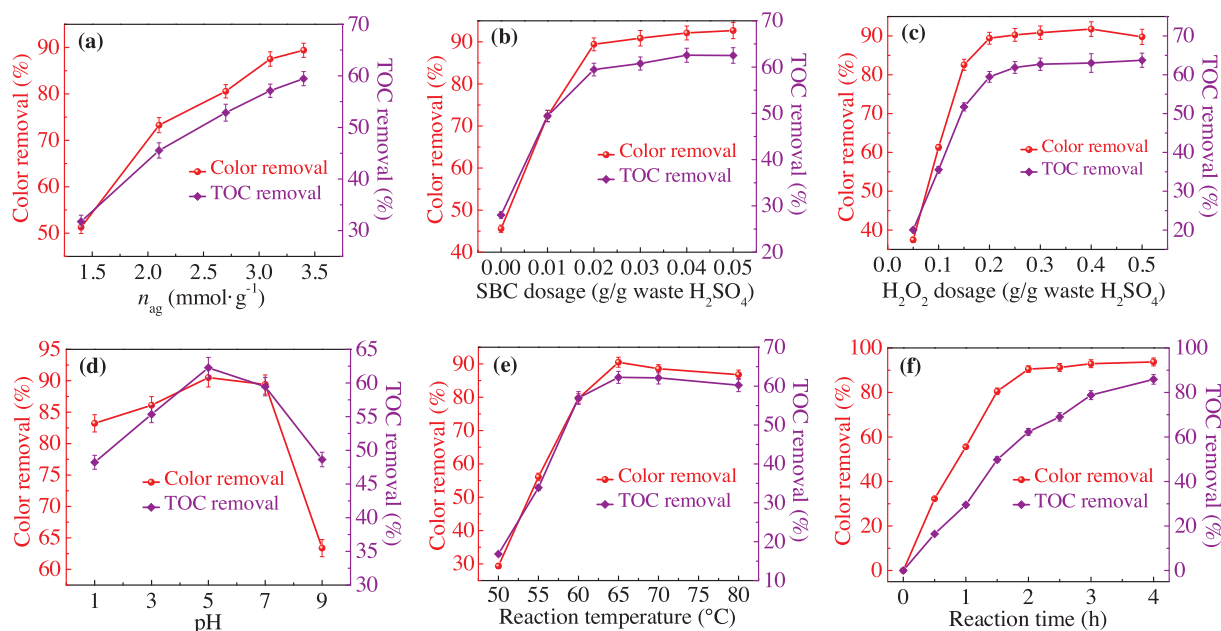 (a)
Color removal (%)
90
80
70
60
50
TOC removal (%)
70
60
50
40
30
Color removal
TOC removal
1.5 2.0 2.5 3.0 3.5
nag (mmol·g-1)
(b)
Color removal (%)
90
80
70
60
50
40
TOC removal (%)
70
60
50
40
30
20
Color removal
TOC removal
0.00 0.01 0.02 0.03 0.04 0.05
SBC dosage (g/g waste H2SO4)
(c)
Color removal (%)
90
80
70
60
50
40
TOC removal (%)
70
60
50
40
30
20
Color removal
TOC removal
0.0 0.1 0.2 0.3 0.4 0.5
H2O2 dosage (g/g waste H2SO4)
(d)
Color removal (%)
95
90
85
80
75
70
65
60
TOC removal (%)
65
60
55
50
45
40
35
30
Color removal
TOC removal
1 3 5 7 9
pH
(e)
Color removal (%)
90
80
70
60
50
40
30
TOC removal (%)
70
60
50
40
30
20
10
Color removal
TOC removal
50 55 60 65 70 75 80
Reaction temperature (°C)
(f)
Color removal (%)
100
80
60
40
20
0
TOC removal (%)
100
80
60
40
20
0
Color removal
TOC removal
0 1 2 3 4
Reaction time (h)